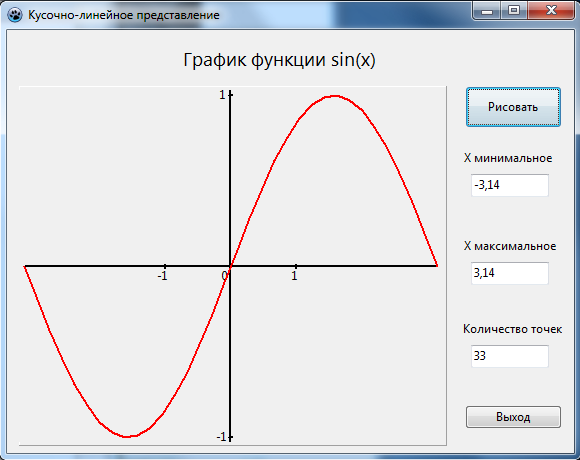 Кусочно-линейное представление
График функции sin(x)
1
-1
0
1
-1
Рисовать
X минимальное
-3,14
X максимальное
3,14
Количество точек
33
Выход